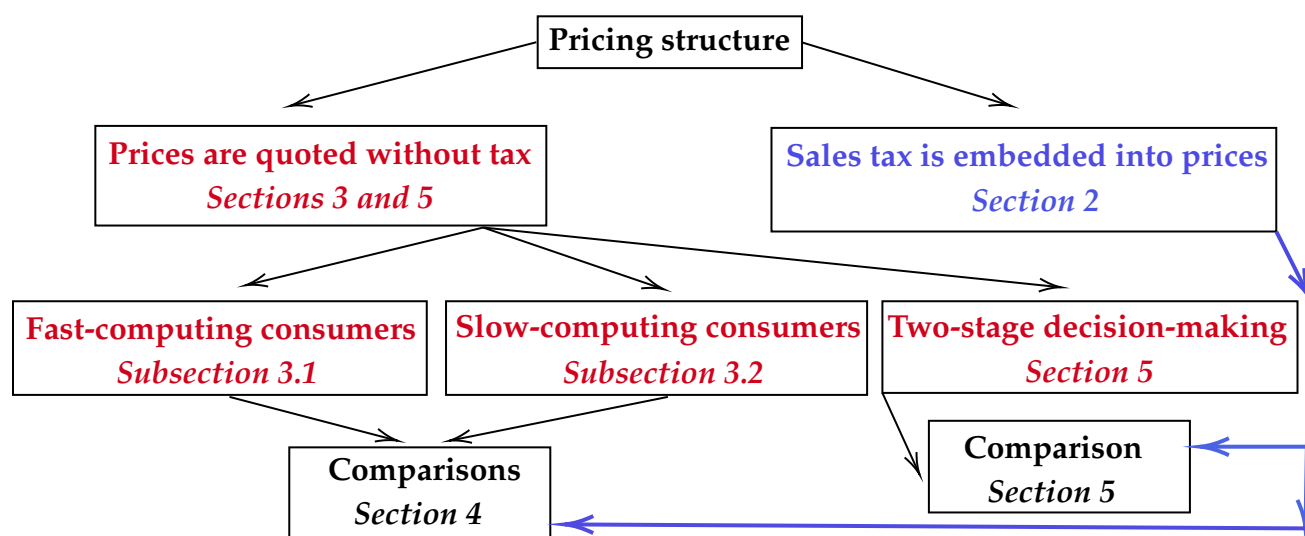 Pricing structure
Prices are quoted without tax
Sections 3 and 5
Sales tax is embedded into prices
Section 2
Fast-computing consumers
Subsection 3.1
Slow-computing consumers
Subsection 3.2
Two-stage decision-making
Section 5
Comparisons
Section 4
Comparison
Section 5